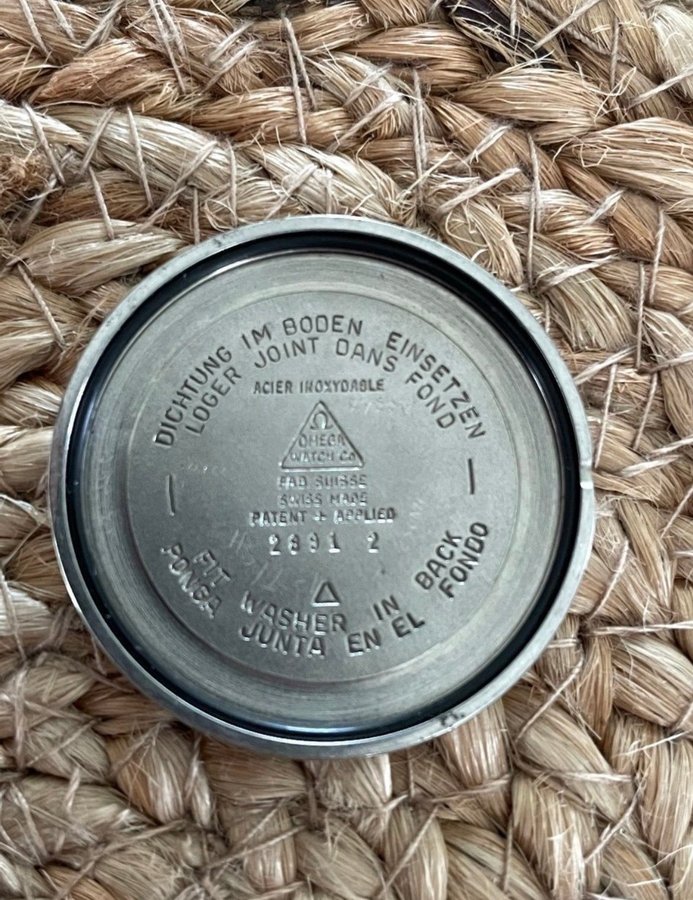 DICHTUNG IM BODEN EINSETZEN
LOGER JOINT DANS FOND
ACIER INOXYDABLE
Ω
OMEGA
WATCH Co
FAB. SUISSE
SWISS MADE
PATENT + APPLIED
2891 2
FIT WASHER IN BACK
PONGA JUNTA EN EL FONDO